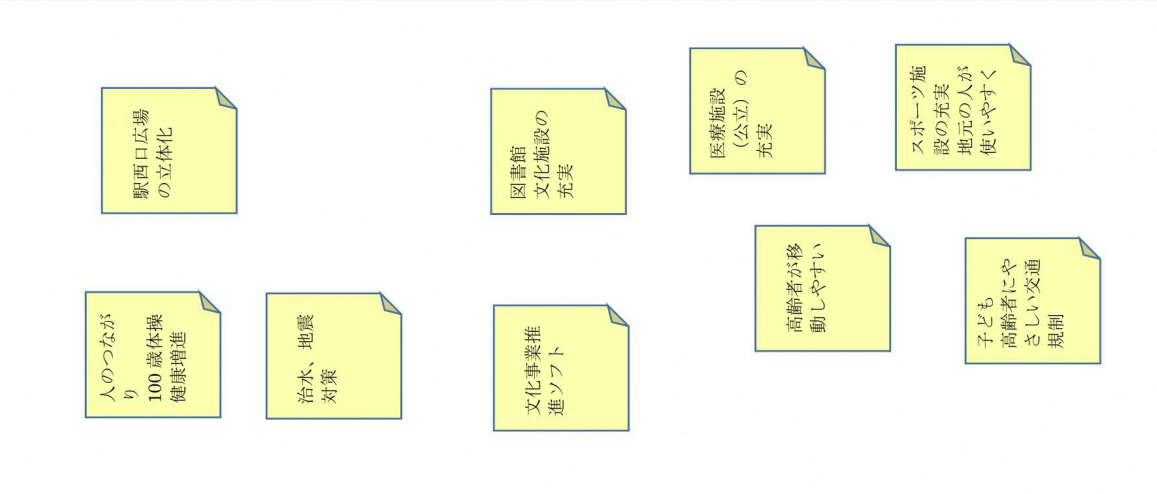 駅西口広場
の立体化
図書館
文化施設の
充実
医療施設
（公立）の
充実
スポーツ施
設の充実
地元の人が
使いやすく
人のつなが
り
100歳体操
健康増進
治水、地震
対策
文化事業推
進ソフト
高齢者が移
動しやすい
子ども
高齢者にや
さしい交通
規制